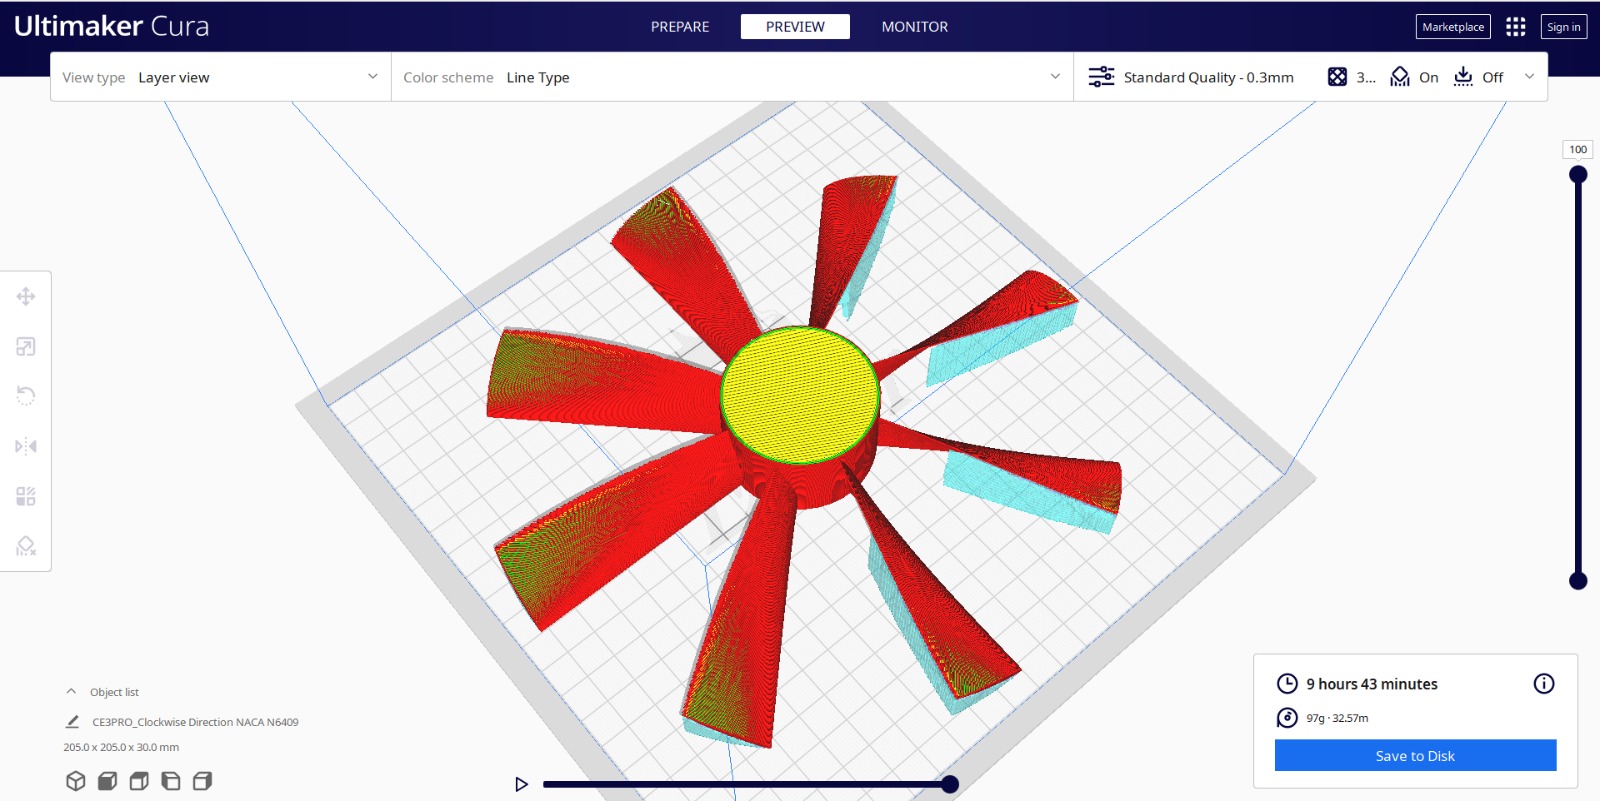 Ultimaker Cura
PREPARE
PREVIEW
MONITOR
Marketplace
Sign in
View type Layer view
Color scheme Line Type
Standard Quality - 0.3mm
3...
On
Off
100
Object list
CE3PRO_Clockwise Direction NACA N6409
205.0 x 205.0 x 30.0 mm
9 hours 43 minutes
97g · 32.57m
Save to Disk